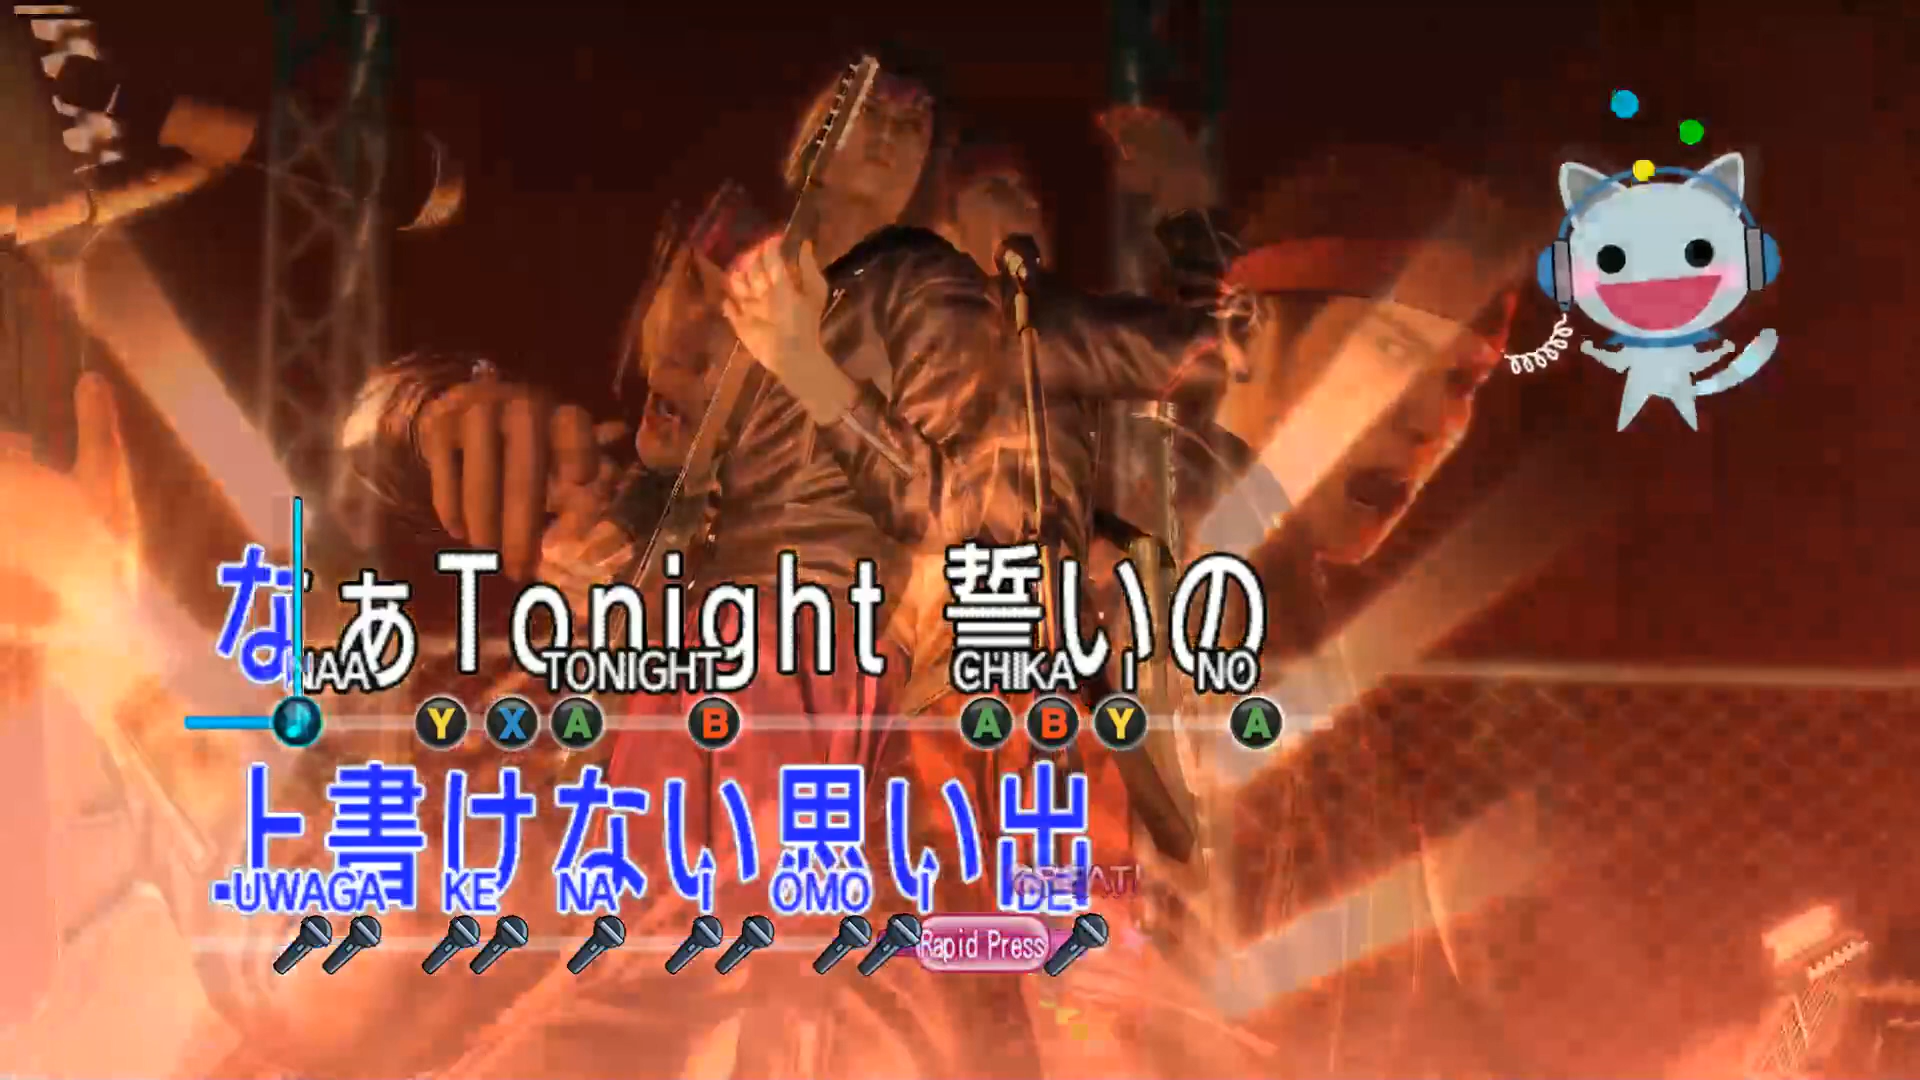 なぁTonight 誓いの
NAA TONIGHT CHIKA I NO
Y X A B A B Y A
上書けない思い出
UWAGA KE NA I OMO I DE
GREAT!
Rapid Press